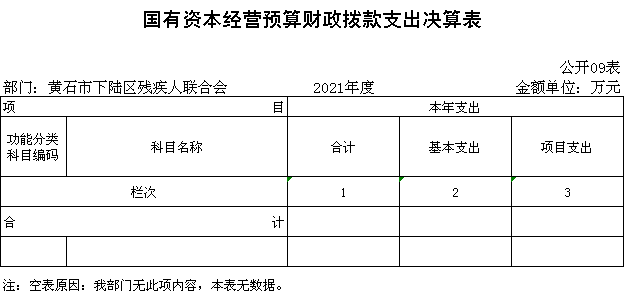 国有资本经营预算财政拨款支出决算表
公开09表
部门：黄石市下陆区残疾人联合会 2021年度 金额单位：万元
项 目 本年支出
功能分类科目编码 科目名称 合计 基本支出 项目支出
栏次 1 2 3
合 计
注：空表原因：我部门无此项内容，本表无数据。